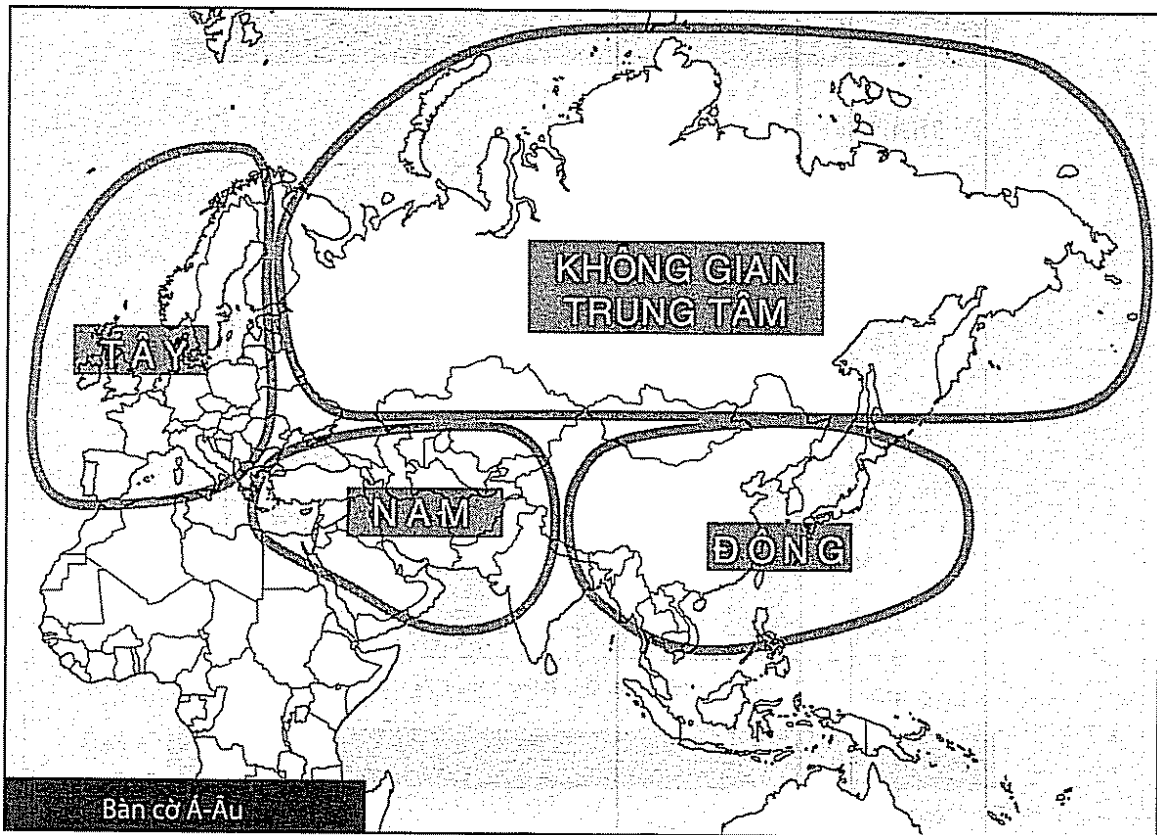 KHÔNG GIAN
TRUNG TÂM
TÂY
NAM
ĐÔNG
Bàn cờ Á-Âu